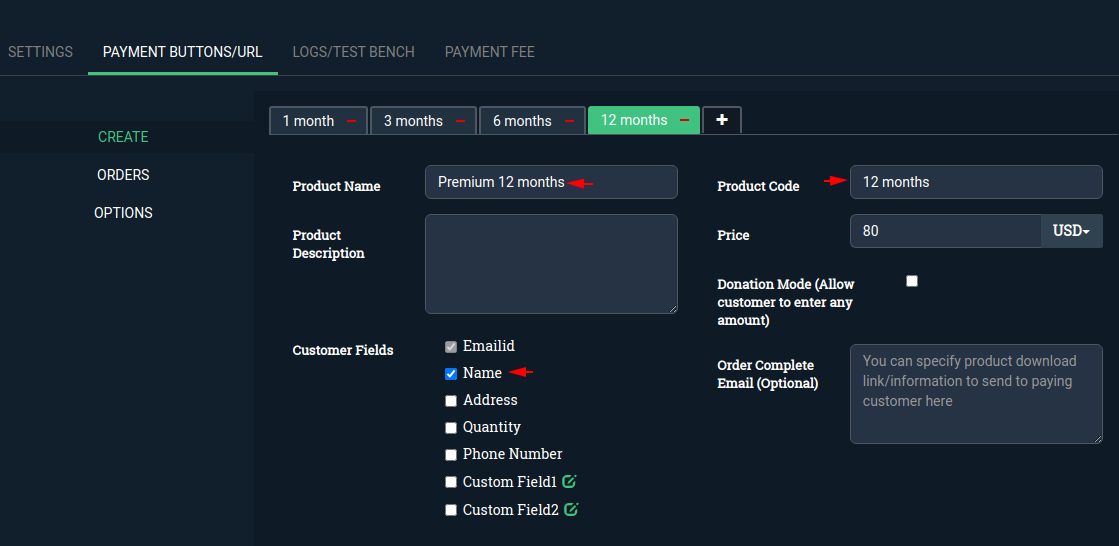 SETTINGS PAYMENT BUTTONS/URL LOGS/TEST BENCH PAYMENT FEE
1 month 3 months 6 months 12 months
CREATE
ORDERS
OPTIONS
Product Name Premium 12 months
Product
Description
Customer Fields
Emailid
Name
Address
Quantity
Phone Number
Custom Field1
Custom Field2
Product Code 12 months
Price 80 USD
Donation Mode (Allow
customer to enter any
amount)
Order Complete
Email (Optional)
You can specify product download
link/information to send to paying
customer here